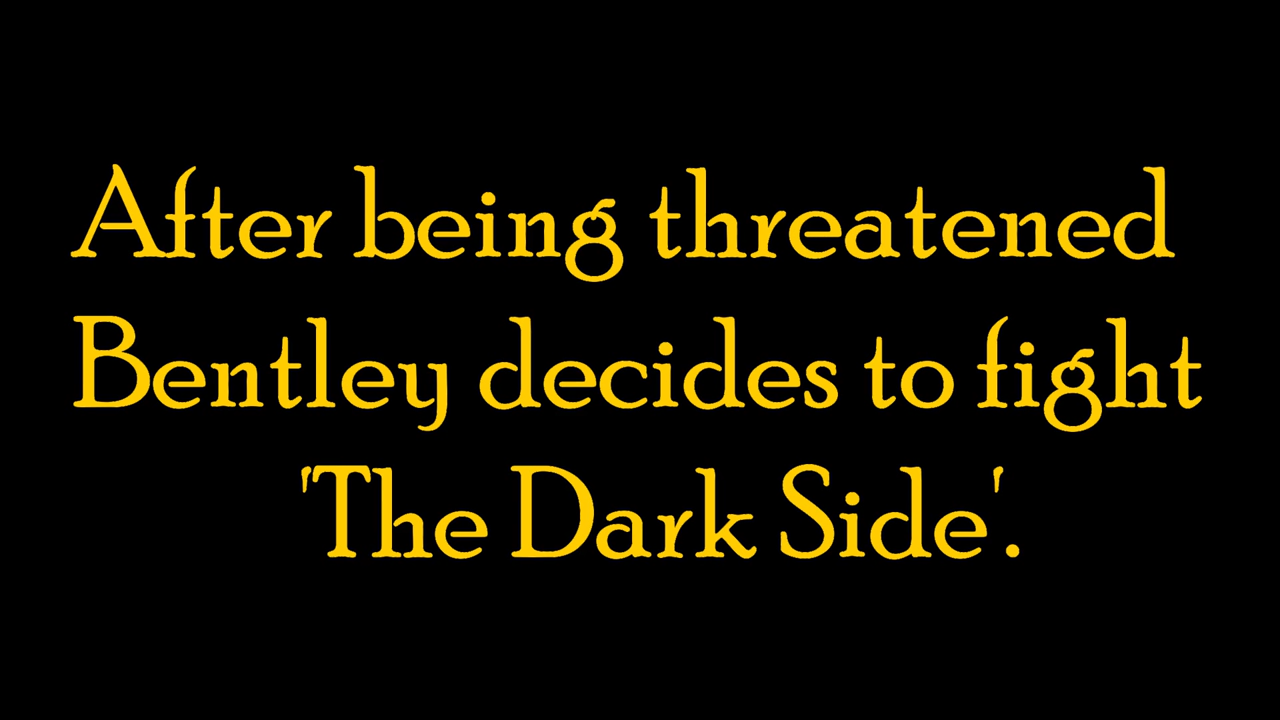 After being threatened
Bentley decides to fight
'The Dark Side'.